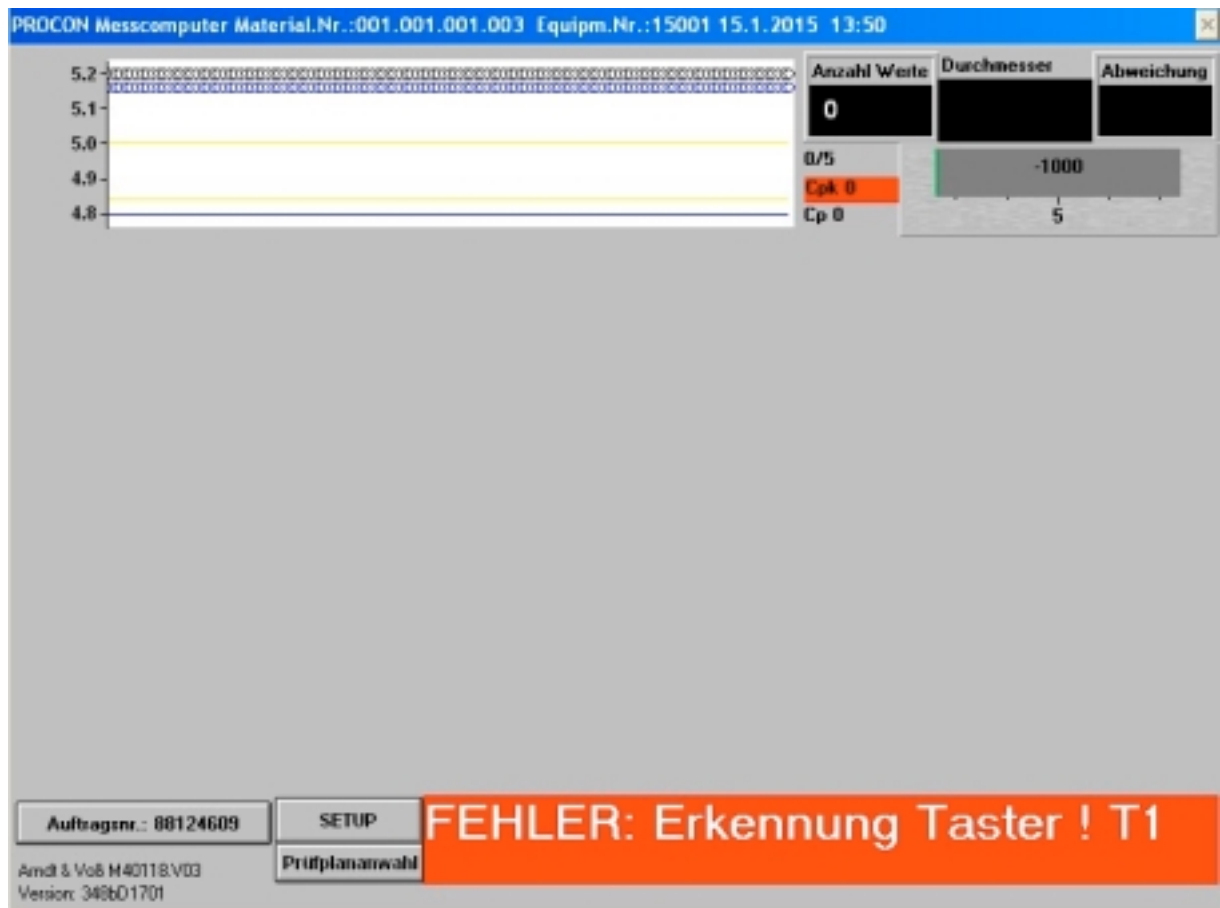 PROCON Messcomputer Material.Nr.:001.001.001.003 Equipm.Nr.:15001 15.1.2015 13:50
5.2
5.1
5.0
4.9
4.8
Anzahl Werte
0
Durchmesser
Abweichung
0/5
Cpk 0
Cp 0
-1000
5
Auftragsnr.: 88124609
SETUP
Prüfplananwahl
FEHLER: Erkennung Taster ! T1
Arndt & Voß M40118.V03
Version: 348bD1701